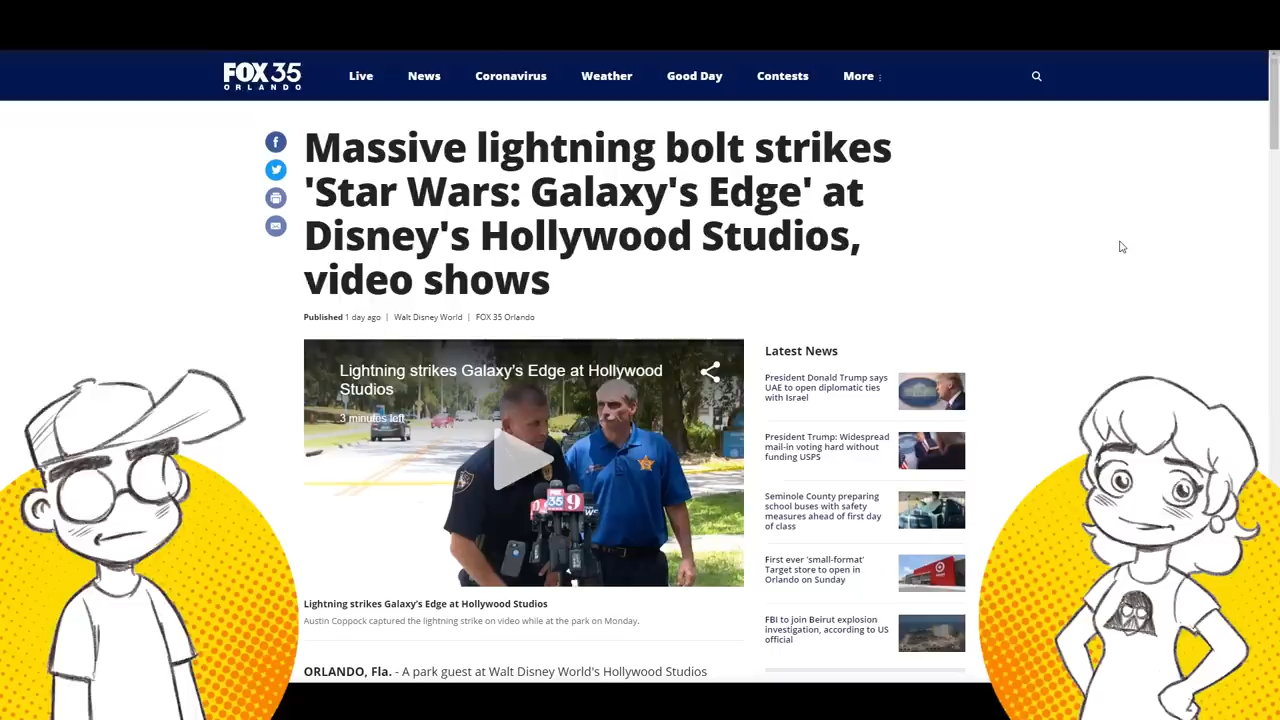 FOX 35
ORLANDO
Live
News
Coronavirus
Weather
Good Day
Contests
More
Massive lightning bolt strikes
'Star Wars: Galaxy's Edge' at
Disney's Hollywood Studios,
video shows
Published 1 day ago | Walt Disney World | FOX 35 Orlando
Lightning strikes Galaxy's Edge at Hollywood
Studios
3 minutes left
FOX
35
9
Lightning strikes Galaxy's Edge at Hollywood Studios
Austin Coppock captured the lightning strike on video while at the park on Monday.
ORLANDO, Fla. - A park guest at Walt Disney World's Hollywood Studios
Latest News
President Donald Trump says
UAE to open diplomatic ties
with Israel
President Trump: Widespread
mail-in voting hard without
funding USPS
Seminole County preparing
school buses with safety
measures ahead of first day
of class
First ever 'small-format'
Target store to open in
Orlando on Sunday
FBI to join Beirut explosion
investigation, according to US
official